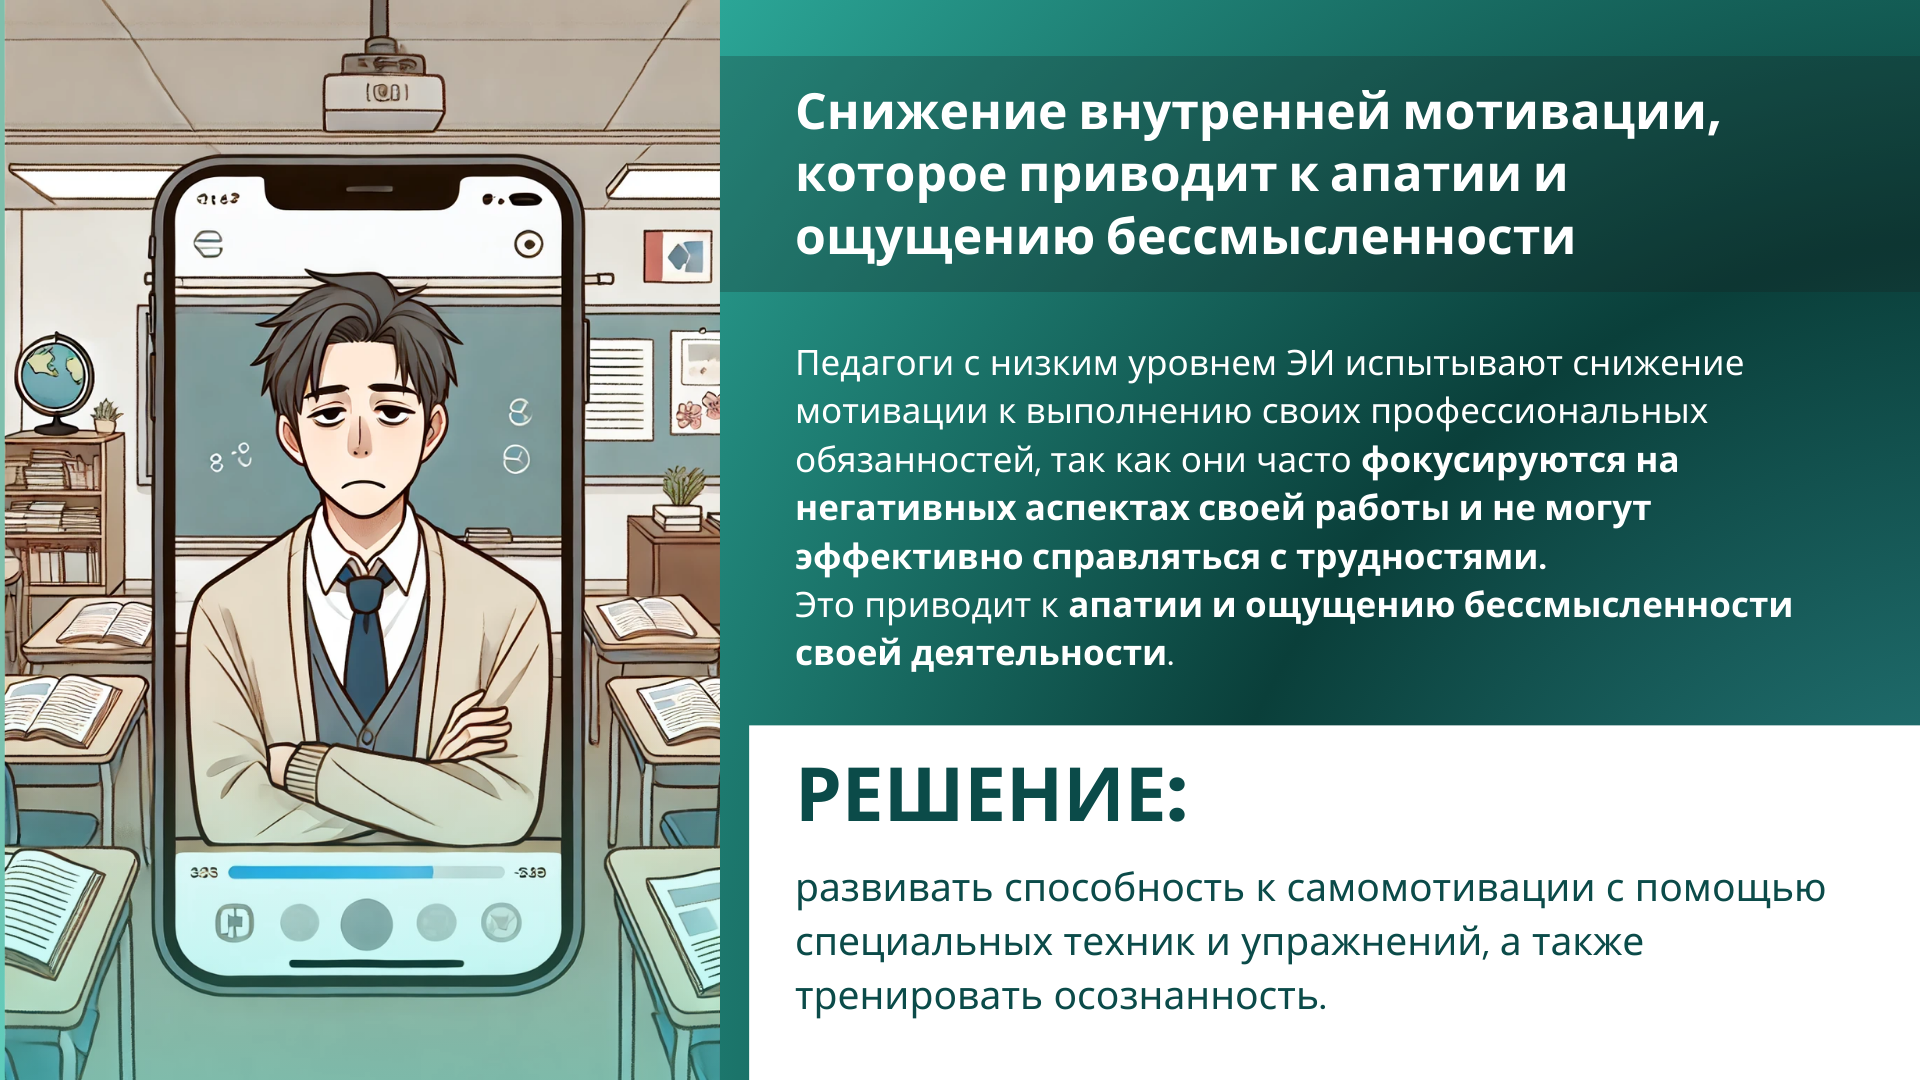 Снижение внутренней мотивации,
которое приводит к апатии и
ощущению бессмысленности
Педагоги с низким уровнем ЭИ испытывают снижение
мотивации к выполнению своих профессиональных
обязанностей, так как они часто фокусируются на
негативных аспектах своей работы и не могут
эффективно справляться с трудностями.
Это приводит к апатии и ощущению бессмысленности
своей деятельности.
РЕШЕНИЕ:
развивать способность к самомотивации с помощью
специальных техник и упражнений, а также
тренировать осознанность.